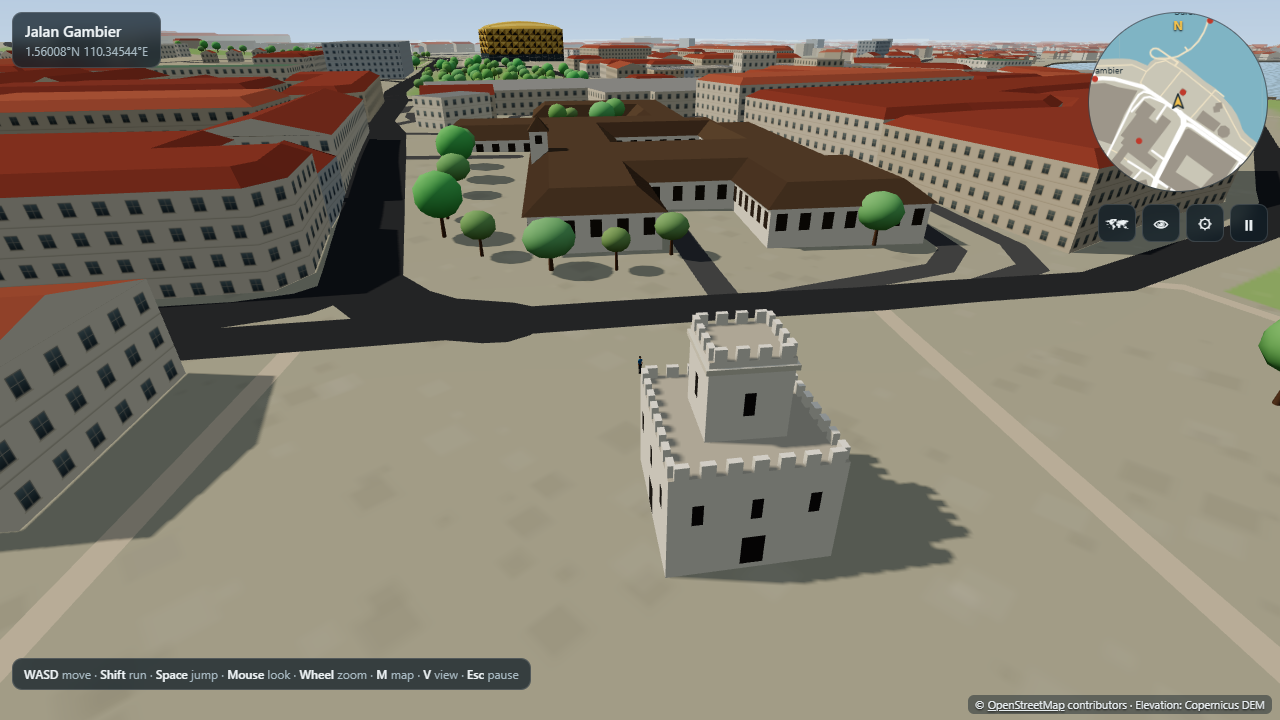 Jalan Gambier
1.56008°N 110.34544°E
N
ambier
WASD move · Shift run · Space jump · Mouse look · Wheel zoom · M map · V view · Esc pause
© OpenStreetMap contributors · Elevation: Copernicus DEM